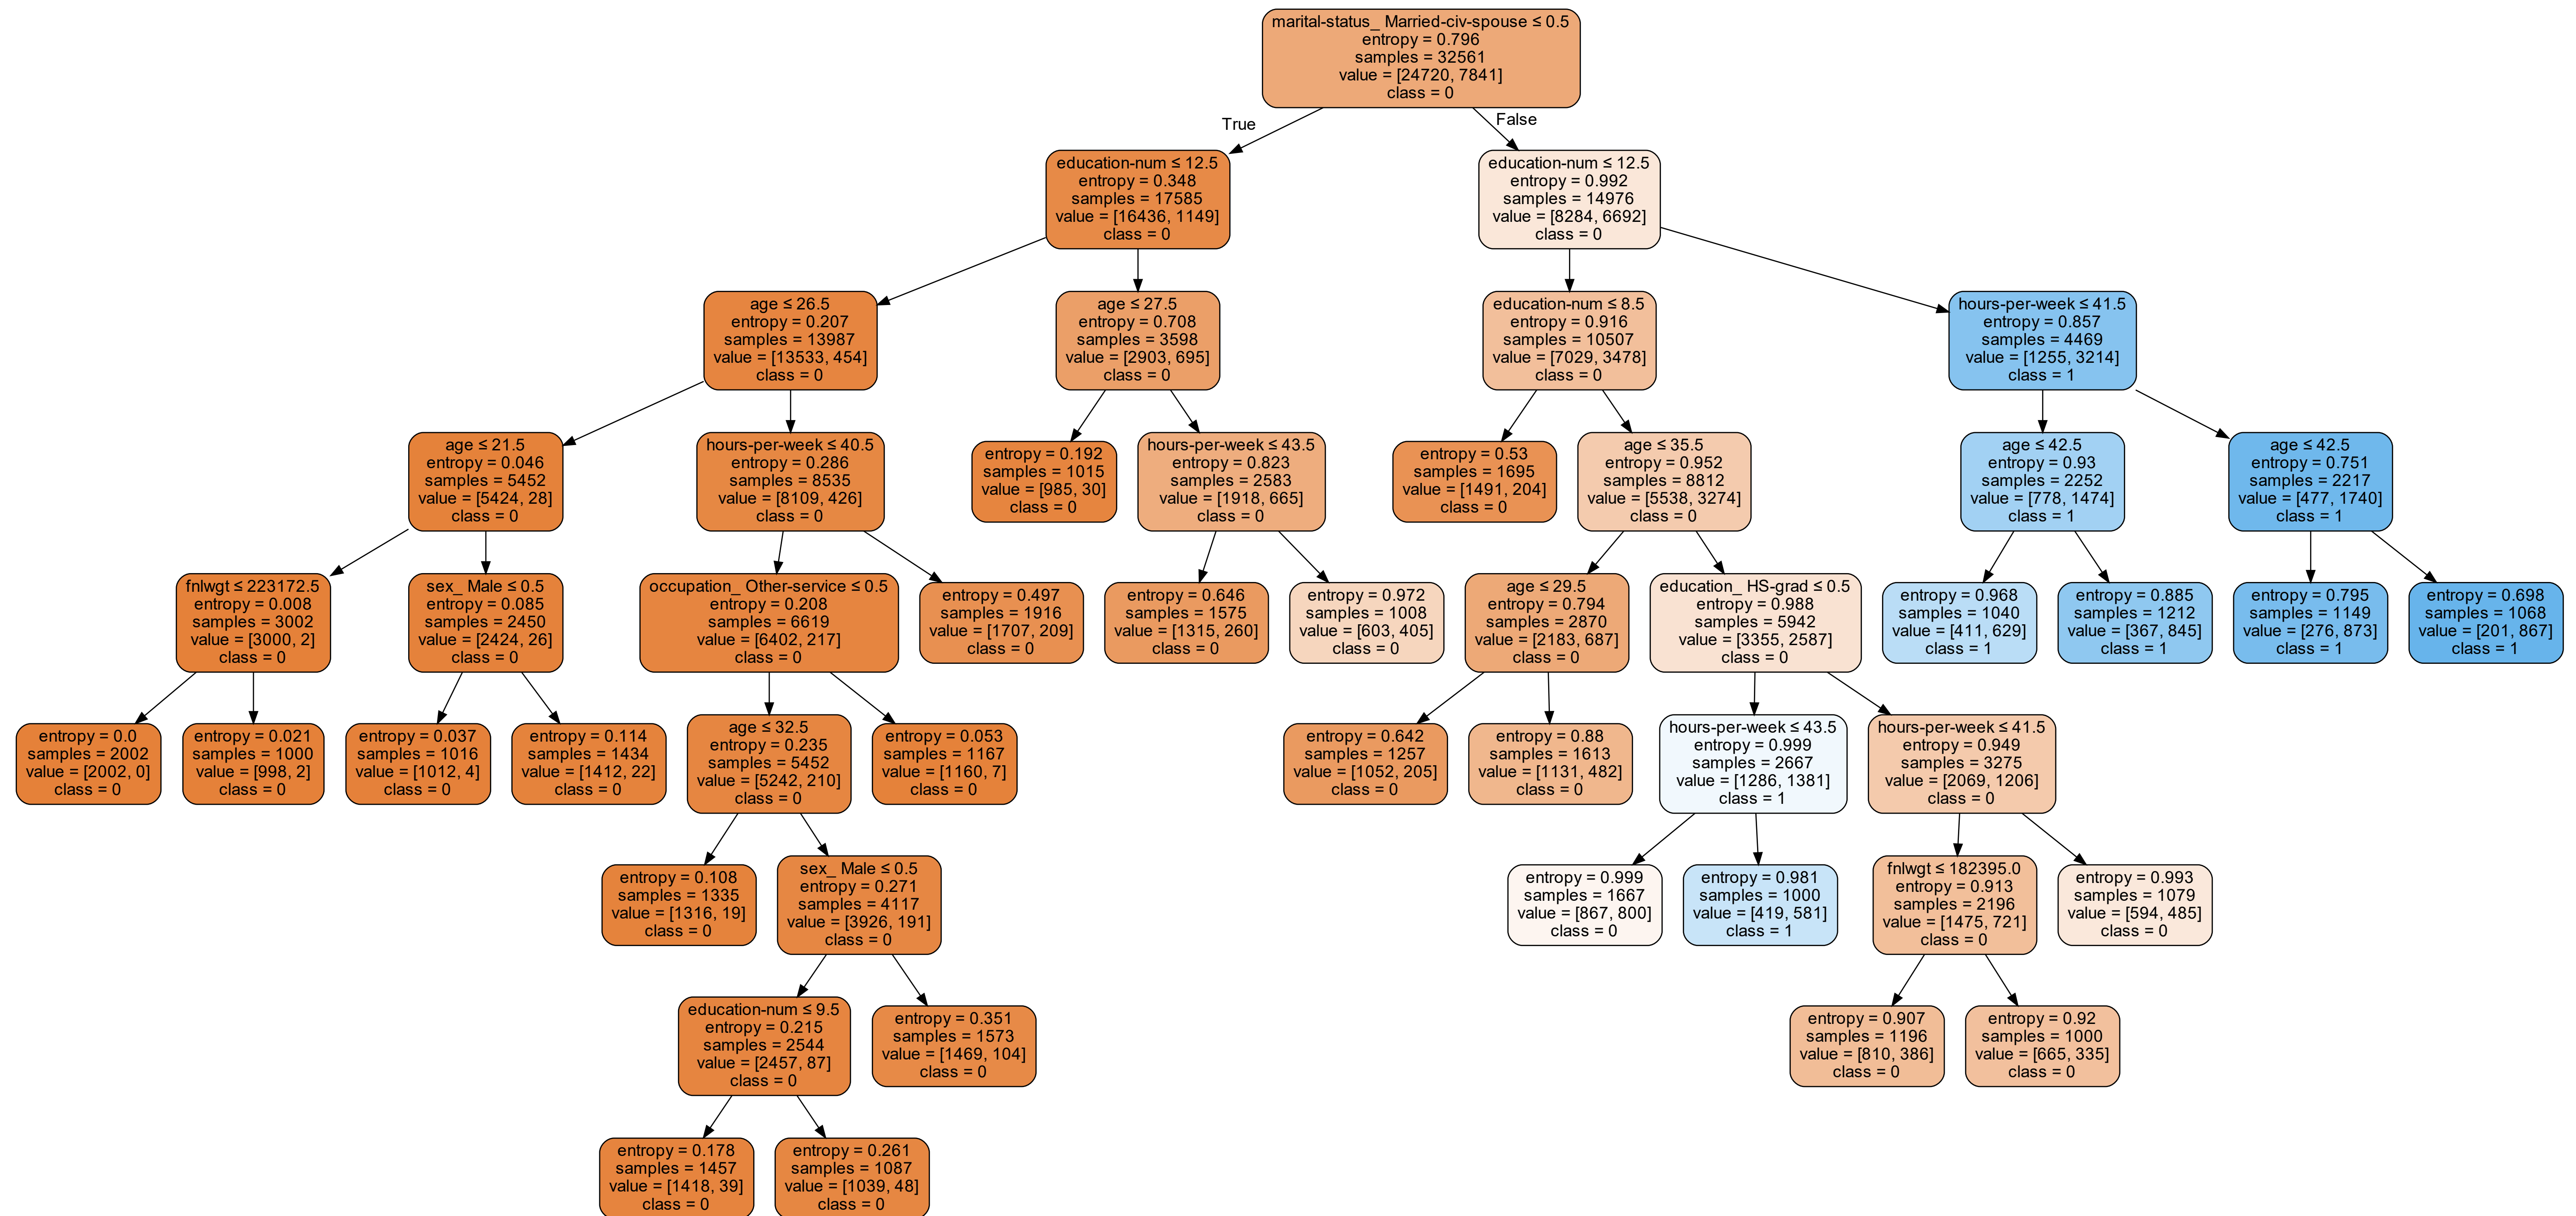 marital-status_ Married-civ-spouse ≤ 0.5
entropy = 0.796
samples = 32561
value = [24720, 7841]
class = 0
True
False
education-num ≤ 12.5
entropy = 0.348
samples = 17585
value = [16436, 1149]
class = 0
education-num ≤ 12.5
entropy = 0.992
samples = 14976
value = [8284, 6692]
class = 0
age ≤ 26.5
entropy = 0.207
samples = 13987
value = [13533, 454]
class = 0
age ≤ 27.5
entropy = 0.708
samples = 3598
value = [2903, 695]
class = 0
education-num ≤ 8.5
entropy = 0.916
samples = 10507
value = [7029, 3478]
class = 0
hours-per-week ≤ 41.5
entropy = 0.857
samples = 4469
value = [1255, 3214]
class = 1
age ≤ 21.5
entropy = 0.046
samples = 5452
value = [5424, 28]
class = 0
hours-per-week ≤ 40.5
entropy = 0.286
samples = 8535
value = [8109, 426]
class = 0
entropy = 0.192
samples = 1015
value = [985, 30]
class = 0
hours-per-week ≤ 43.5
entropy = 0.823
samples = 2583
value = [1918, 665]
class = 0
entropy = 0.53
samples = 1695
value = [1491, 204]
class = 0
age ≤ 35.5
entropy = 0.952
samples = 8812
value = [5538, 3274]
class = 0
age ≤ 42.5
entropy = 0.93
samples = 2252
value = [778, 1474]
class = 1
age ≤ 42.5
entropy = 0.751
samples = 2217
value = [477, 1740]
class = 1
fnlwgt ≤ 223172.5
entropy = 0.008
samples = 3002
value = [3000, 2]
class = 0
sex_ Male ≤ 0.5
entropy = 0.085
samples = 2450
value = [2424, 26]
class = 0
occupation_ Other-service ≤ 0.5
entropy = 0.208
samples = 6619
value = [6402, 217]
class = 0
entropy = 0.497
samples = 1916
value = [1707, 209]
class = 0
entropy = 0.646
samples = 1575
value = [1315, 260]
class = 0
entropy = 0.972
samples = 1008
value = [603, 405]
class = 0
age ≤ 29.5
entropy = 0.794
samples = 2870
value = [2183, 687]
class = 0
education_ HS-grad ≤ 0.5
entropy = 0.988
samples = 5942
value = [3355, 2587]
class = 0
entropy = 0.968
samples = 1040
value = [411, 629]
class = 1
entropy = 0.885
samples = 1212
value = [367, 845]
class = 1
entropy = 0.795
samples = 1149
value = [276, 873]
class = 1
entropy = 0.698
samples = 1068
value = [201, 867]
class = 1
entropy = 0.0
samples = 2002
value = [2002, 0]
class = 0
entropy = 0.021
samples = 1000
value = [998, 2]
class = 0
entropy = 0.037
samples = 1016
value = [1012, 4]
class = 0
entropy = 0.114
samples = 1434
value = [1412, 22]
class = 0
age ≤ 32.5
entropy = 0.235
samples = 5452
value = [5242, 210]
class = 0
entropy = 0.053
samples = 1167
value = [1160, 7]
class = 0
entropy = 0.642
samples = 1257
value = [1052, 205]
class = 0
entropy = 0.88
samples = 1613
value = [1131, 482]
class = 0
hours-per-week ≤ 43.5
entropy = 0.999
samples = 2667
value = [1286, 1381]
class = 1
hours-per-week ≤ 41.5
entropy = 0.949
samples = 3275
value = [2069, 1206]
class = 0
entropy = 0.108
samples = 1335
value = [1316, 19]
class = 0
sex_ Male ≤ 0.5
entropy = 0.271
samples = 4117
value = [3926, 191]
class = 0
entropy = 0.999
samples = 1667
value = [867, 800]
class = 0
entropy = 0.981
samples = 1000
value = [419, 581]
class = 1
fnlwgt ≤ 182395.0
entropy = 0.913
samples = 2196
value = [1475, 721]
class = 0
entropy = 0.993
samples = 1079
value = [594, 485]
class = 0
education-num ≤ 9.5
entropy = 0.215
samples = 2544
value = [2457, 87]
class = 0
entropy = 0.351
samples = 1573
value = [1469, 104]
class = 0
entropy = 0.907
samples = 1196
value = [810, 386]
class = 0
entropy = 0.92
samples = 1000
value = [665, 335]
class = 0
entropy = 0.178
samples = 1457
value = [1418, 39]
class = 0
entropy = 0.261
samples = 1087
value = [1039, 48]
class = 0